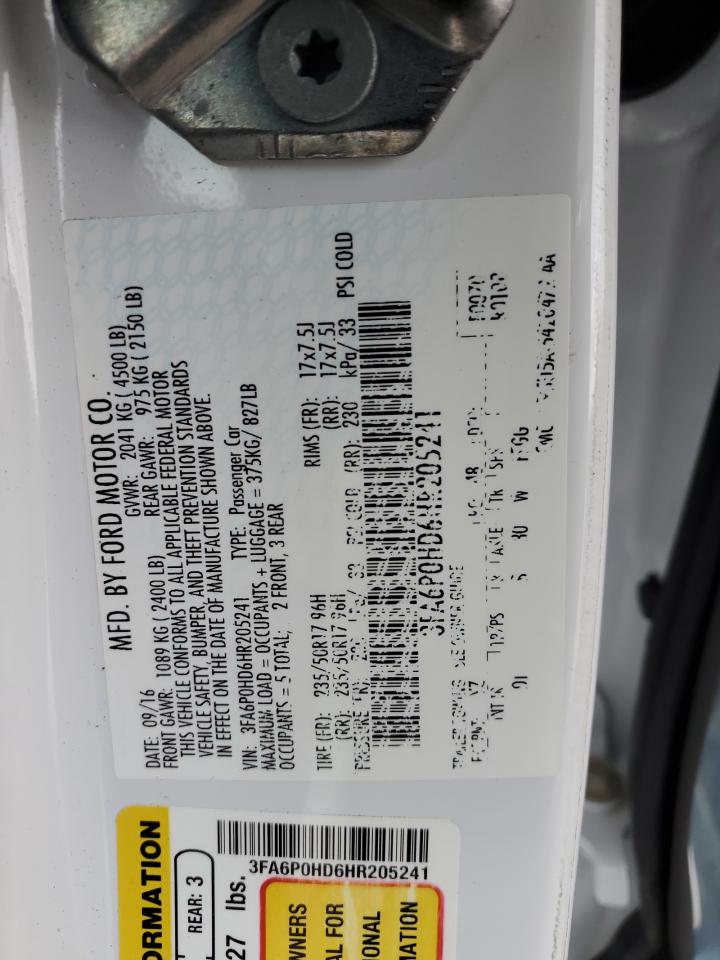 MFD. BY FORD MOTOR CO.
DATE: 09/16 GVWR: 2041 KG ( 4500 LB)
FRONT GAWR: 1089 KG ( 2400 LB) REAR GAWR: 975 KG ( 2150 LB)
THIS VEHICLE CONFORMS TO ALL APPLICABLE FEDERAL MOTOR
VEHICLE SAFETY, BUMPER, AND THEFT PREVENTION STANDARDS
IN EFFECT ON THE DATE OF MANUFACTURE SHOWN ABOVE.
VIN: 3FA6P0HD6HR205241 TYPE: Passenger Car
MAXIMUM LOAD = OCCUPANTS + LUGGAGE = 375KG/ 827LB
OCCUPANTS = 5 TOTAL; 2 FRONT, 3 REAR
TIRE (FR): 235/50R17 96H RIMS (FR): 17x7.5J
(RR): 235/50R17 96H (RR): 17x7.5J
(RR): 230 kPa/ 33 PSI COLD
3FA6P0HD6HR205241
ORMATION
REAR: 3
27 lbs.
3FA6P0HD6HR205241
WNERS
AL FOR
IONAL
MATION